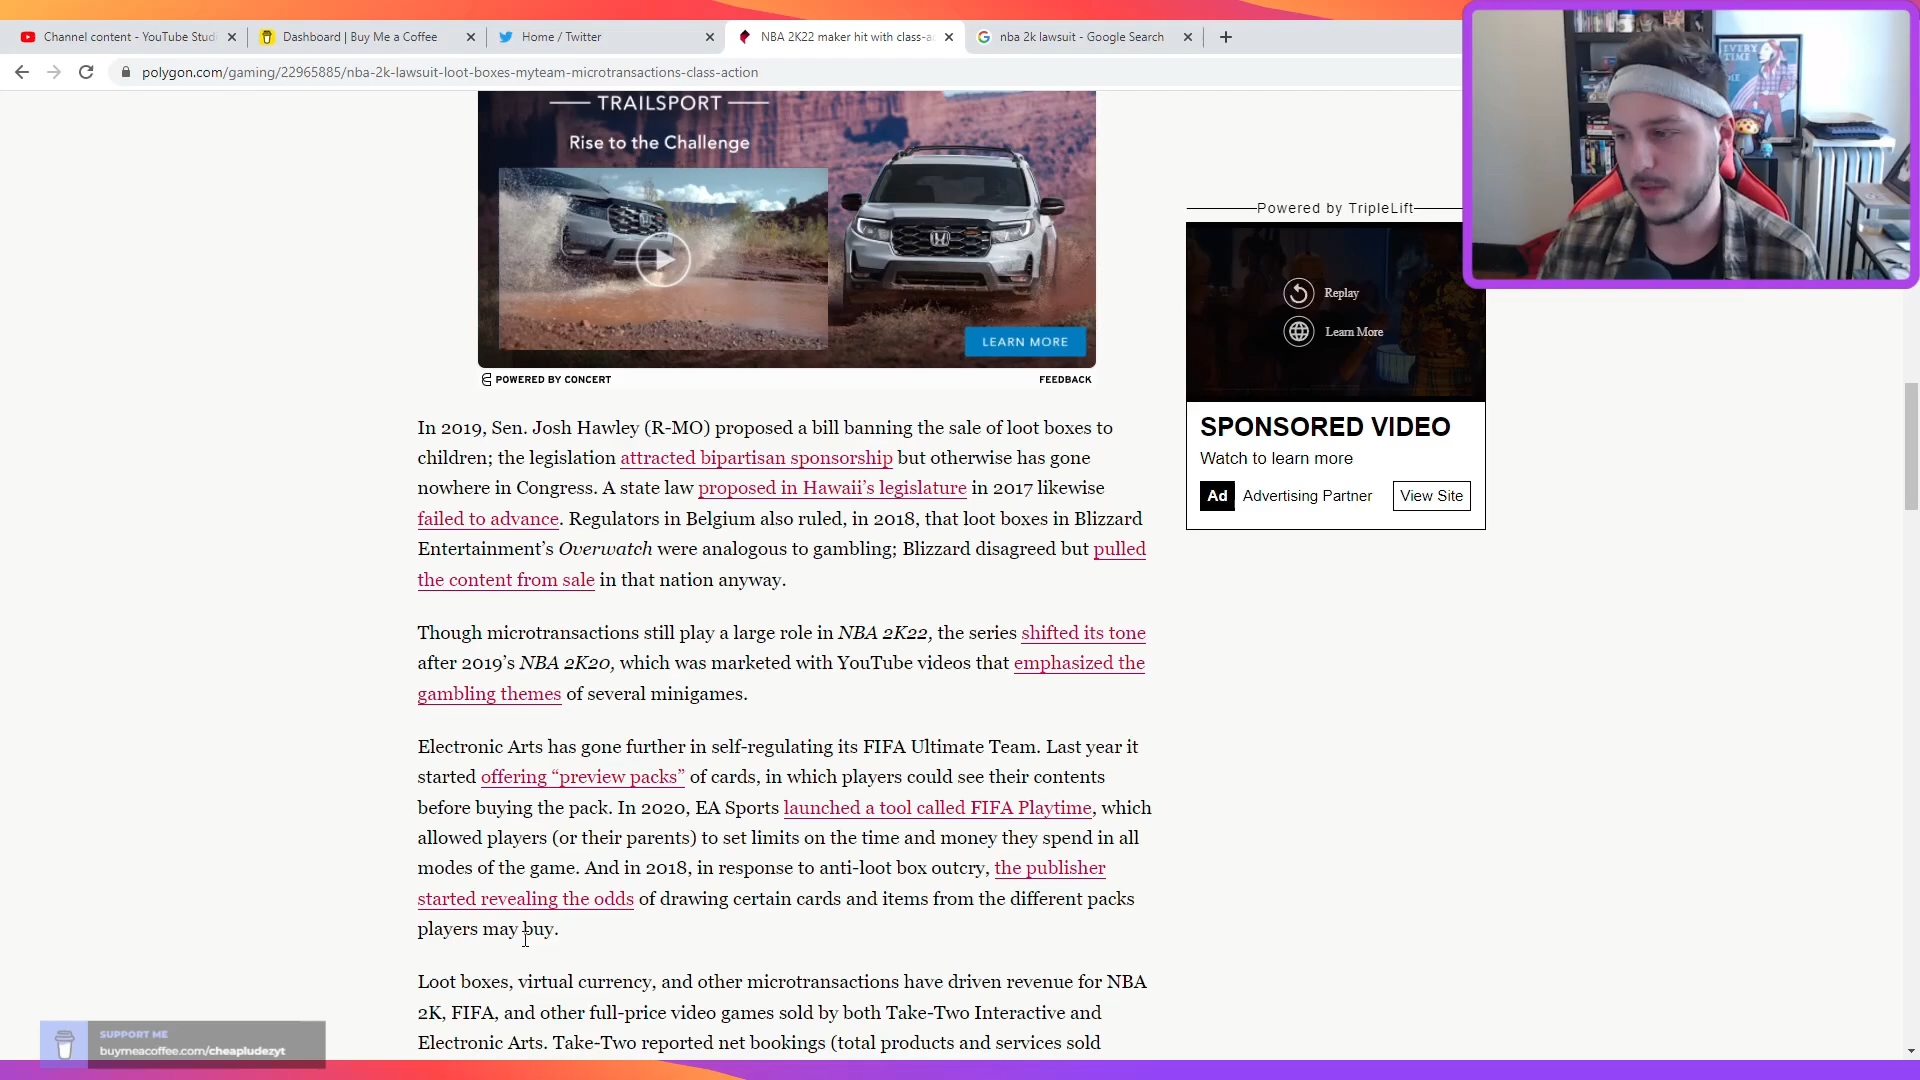 Channel content - YouTube Studi
Dashboard | Buy Me a Coffee
Home / Twitter
NBA 2K22 maker hit with class-ac
nba 2k lawsuit - Google Search
polygon.com/gaming/22965885/nba-2k-lawsuit-loot-boxes-myteam-microtransactions-class-action
EVERY
TIME
DIE
TRAILSPORT
Rise to the Challenge
LEARN MORE
POWERED BY CONCERT
FEEDBACK
Powered by TripleLift
Replay
Learn More
SPONSORED VIDEO
Watch to learn more
Ad Advertising Partner View Site
In 2019, Sen. Josh Hawley (R-MO) proposed a bill banning the sale of loot boxes to
children; the legislation attracted bipartisan sponsorship but otherwise has gone
nowhere in Congress. A state law proposed in Hawaii’s legislature in 2017 likewise
failed to advance. Regulators in Belgium also ruled, in 2018, that loot boxes in Blizzard
Entertainment’s Overwatch were analogous to gambling; Blizzard disagreed but pulled
the content from sale in that nation anyway.
Though microtransactions still play a large role in NBA 2K22, the series shifted its tone
after 2019’s NBA 2K20, which was marketed with YouTube videos that emphasized the
gambling themes of several minigames.
Electronic Arts has gone further in self-regulating its FIFA Ultimate Team. Last year it
started offering “preview packs” of cards, in which players could see their contents
before buying the pack. In 2020, EA Sports launched a tool called FIFA Playtime, which
allowed players (or their parents) to set limits on the time and money they spend in all
modes of the game. And in 2018, in response to anti-loot box outcry, the publisher
started revealing the odds of drawing certain cards and items from the different packs
players may buy.
Loot boxes, virtual currency, and other microtransactions have driven revenue for NBA
2K, FIFA, and other full-price video games sold by both Take-Two Interactive and
Electronic Arts. Take-Two reported net bookings (total products and services sold
SUPPORT ME
buymeacoffee.com/cheapludezyt